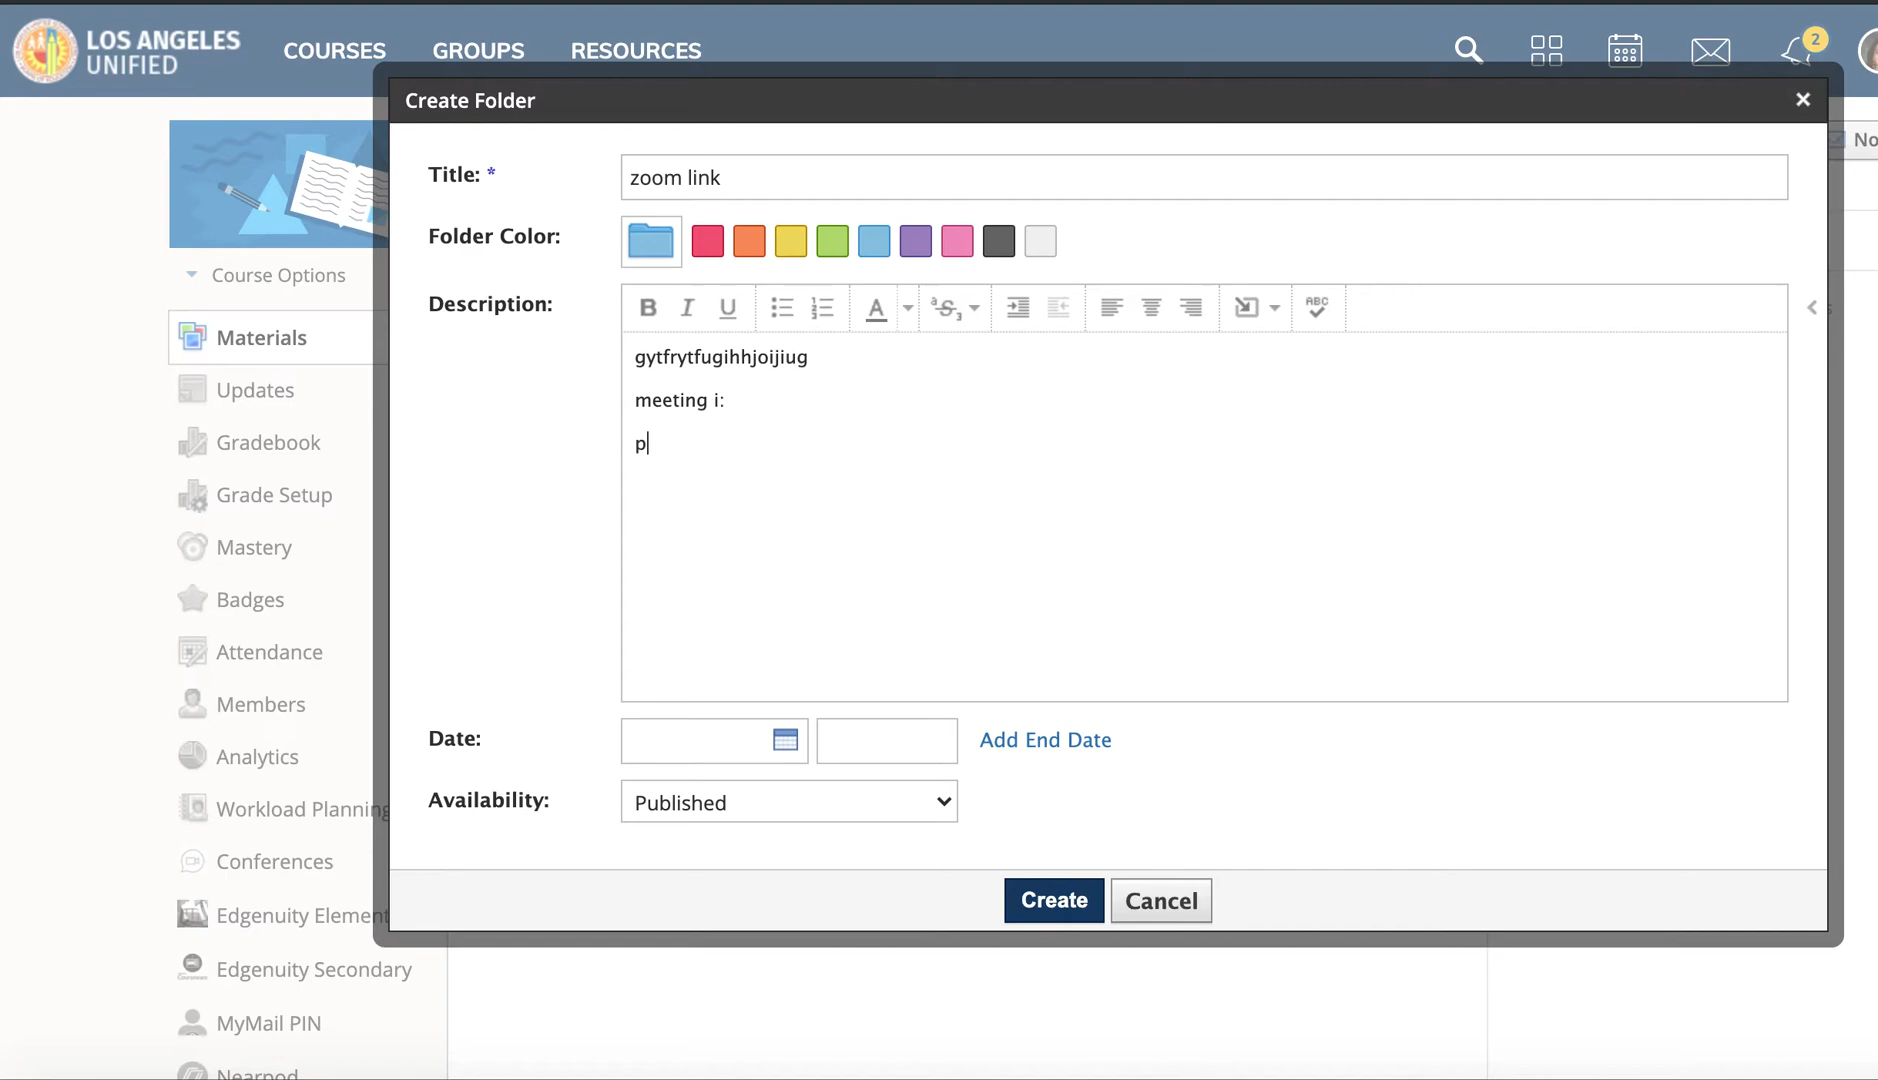 LOS ANGELES
UNIFIED
COURSES
GROUPS
RESOURCES
2
Create Folder
No
Title: *
zoom link
Folder Color:
Course Options
Description:
B I U
A
ABC
Materials
gytfrytfugihhjoijiug
Updates
meeting i:
Gradebook
p
Grade Setup
Mastery
Badges
Attendance
Members
Date:
Add End Date
Analytics
Availability:
Published
Workload Planning
Conferences
Create
Cancel
Edgenuity Element
Edgenuity Secondary
MyMail PIN
Nearpod